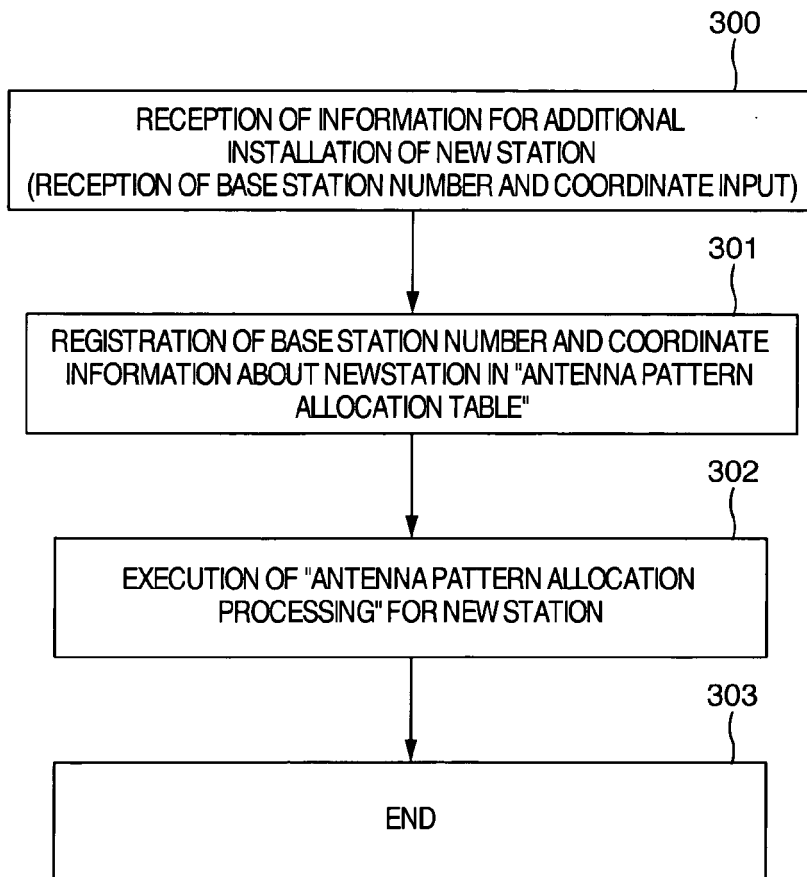 300
RECEPTION OF INFORMATION FOR ADDITIONAL
INSTALLATION OF NEW STATION
(RECEPTION OF BASE STATION NUMBER AND COORDINATE INPUT)
301
REGISTRATION OF BASE STATION NUMBER AND COORDINATE
INFORMATION ABOUT NEWSTATION IN "ANTENNA PATTERN
ALLOCATION TABLE"
302
EXECUTION OF "ANTENNA PATTERN ALLOCATION
PROCESSING" FOR NEW STATION
303
END